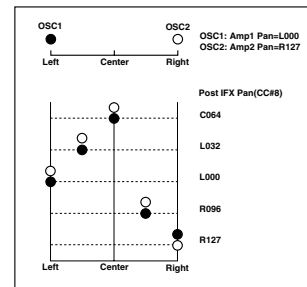 OSC1 OSC2
OSC1: Amp1 Pan=L000
OSC2: Amp2 Pan=R127
Left Center Right
Post IFX Pan(CC#8)
C064
L032
L000
R096
R127
Left Center Right